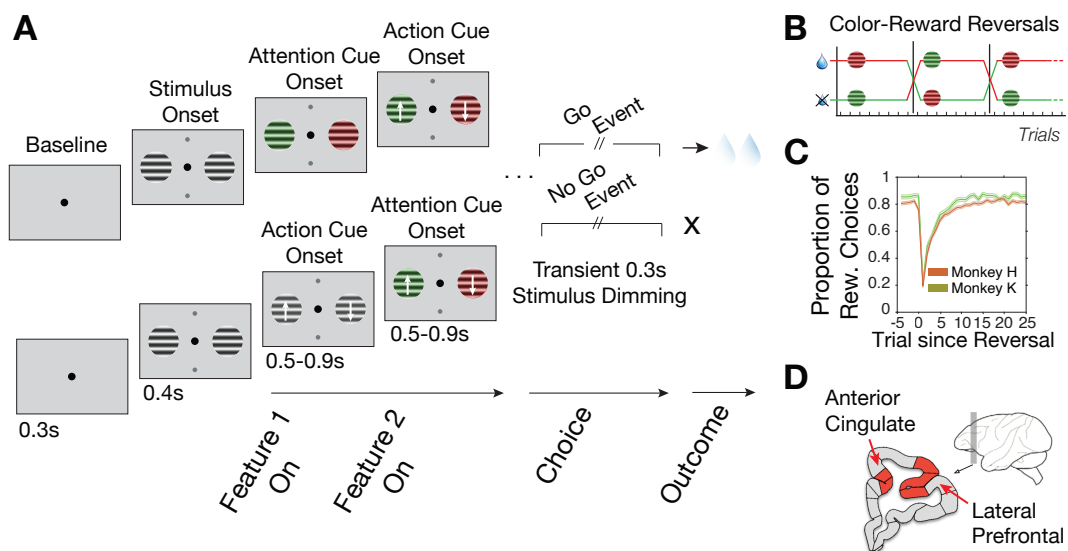 A
Baseline
Stimulus
Onset
Attention Cue
Onset
Action Cue
Onset
Go
Event
. . .
No Go
Event
X
Transient 0.3s
Stimulus Dimming
Action Cue
Onset
Attention Cue
Onset
0.3s
0.4s
0.5-0.9s
0.5-0.9s
Feature 1
On
Feature 2
On
Choice
Outcome
B
Color-Reward Reversals
Trials
C
Proportion of
Rew. Choices
1
0.8
0.6
0.4
0.2
0
Monkey H
Monkey K
-5 0 5 10 15 20 25
Trial since Reversal
D
Anterior
Cingulate
Lateral
Prefrontal